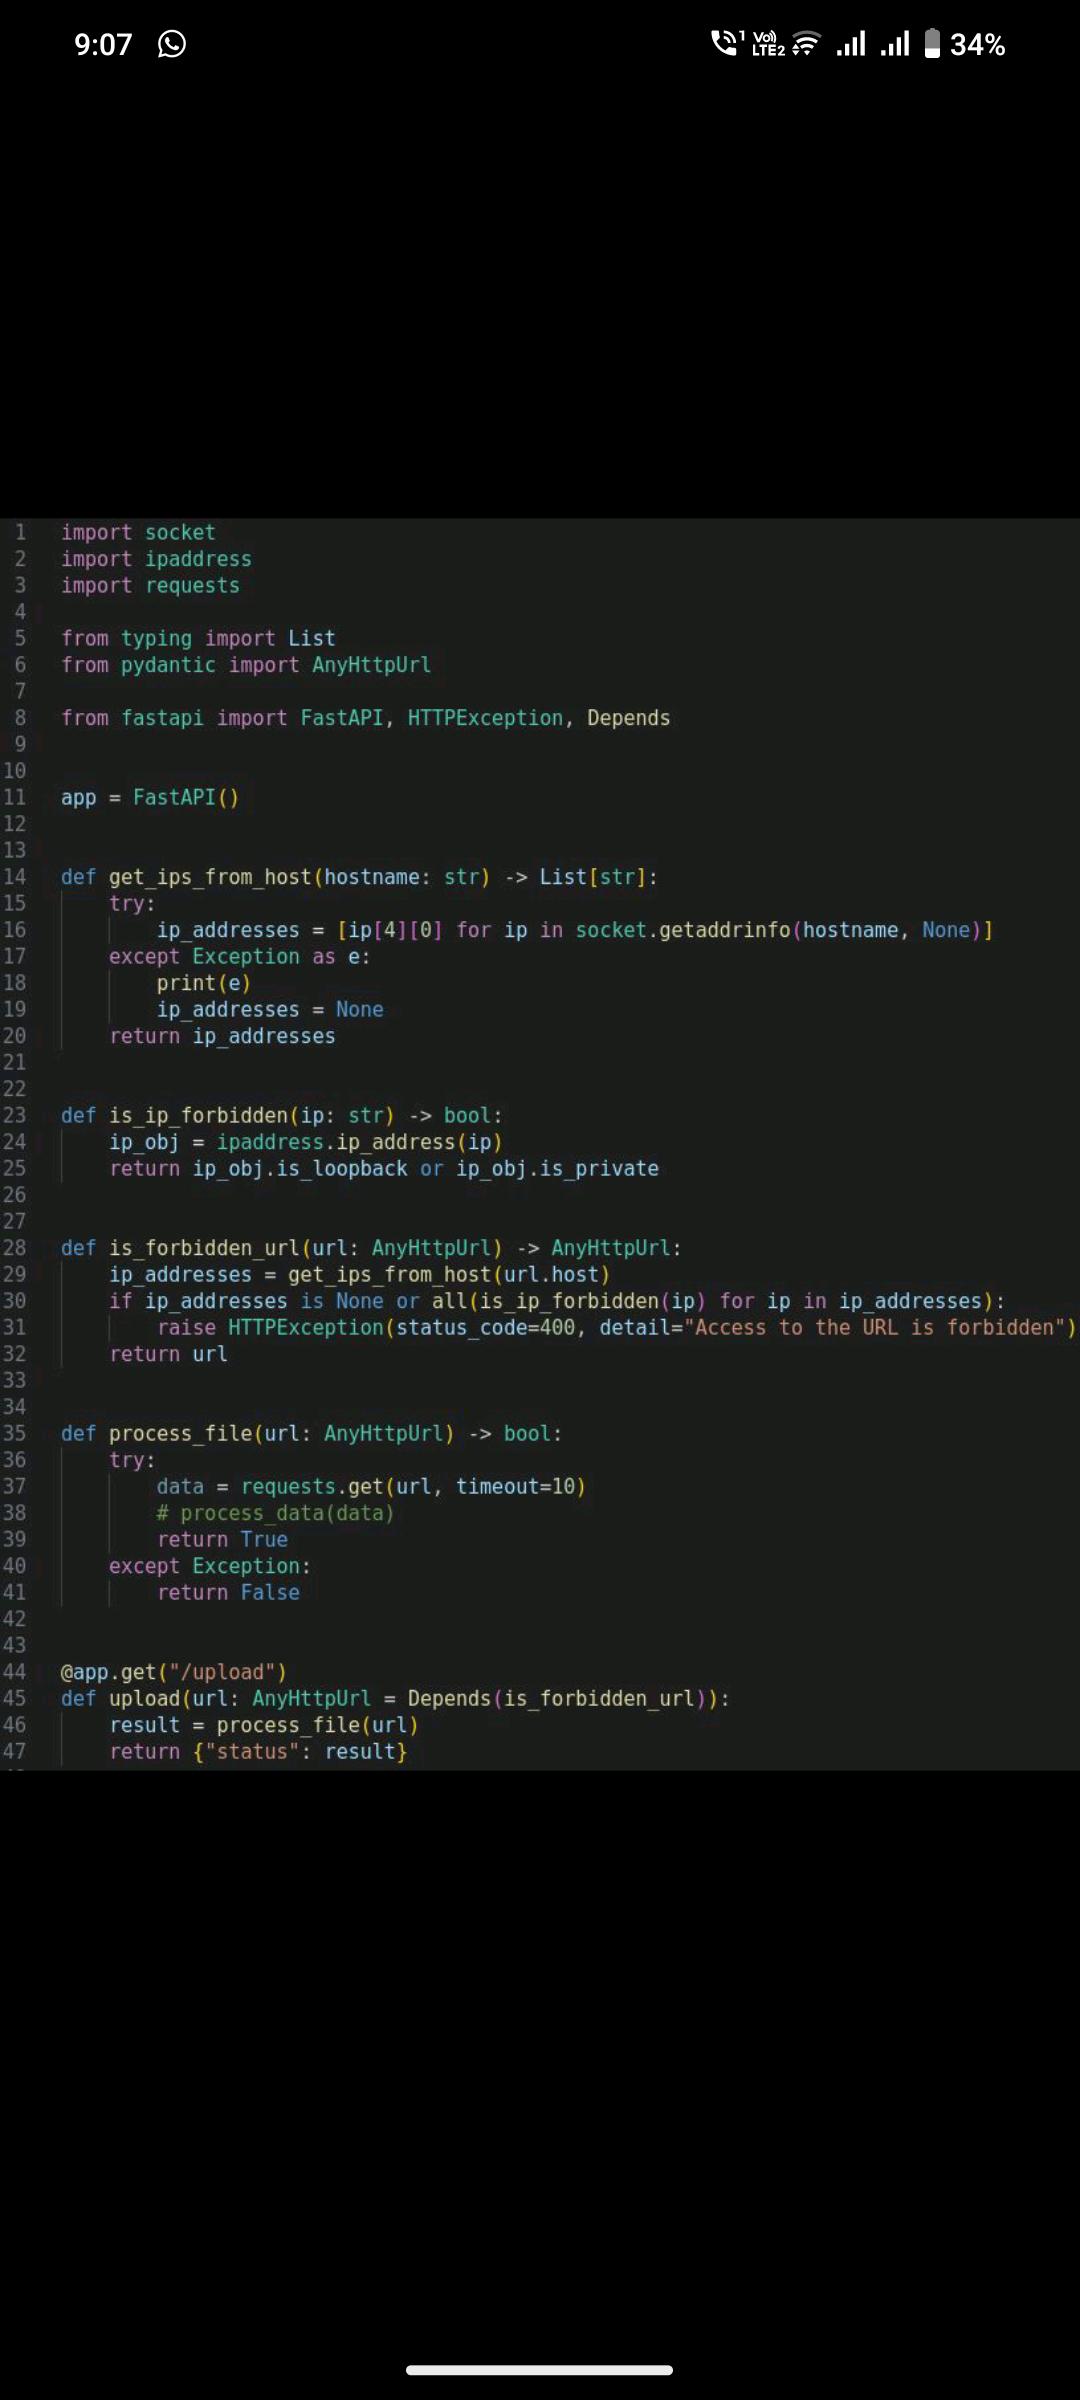 9:07 1 Vo)) LTE2 34%
1 import socket
2 import ipaddress
3 import requests
4
5 from typing import List
6 from pydantic import AnyHttpUrl
7
8 from fastapi import FastAPI, HTTPException, Depends
9
10
11 app = FastAPI()
12
13
14 def get_ips_from_host(hostname: str) -> List[str]:
15     try:
16         ip_addresses = [ip[4][0] for ip in socket.getaddrinfo(hostname, None)]
17     except Exception as e:
18         print(e)
19         ip_addresses = None
20     return ip_addresses
21
22
23 def is_ip_forbidden(ip: str) -> bool:
24     ip_obj = ipaddress.ip_address(ip)
25     return ip_obj.is_loopback or ip_obj.is_private
26
27
28 def is_forbidden_url(url: AnyHttpUrl) -> AnyHttpUrl:
29     ip_addresses = get_ips_from_host(url.host)
30     if ip_addresses is None or all(is_ip_forbidden(ip) for ip in ip_addresses):
31         raise HTTPException(status_code=400, detail="Access to the URL is forbidden")
32     return url
33
34
35 def process_file(url: AnyHttpUrl) -> bool:
36     try:
37         data = requests.get(url, timeout=10)
38         # process_data(data)
39         return True
40     except Exception:
41         return False
42
43
44 @app.get("/upload")
45 def upload(url: AnyHttpUrl = Depends(is_forbidden_url)):
46     result = process_file(url)
47     return {"status": result}